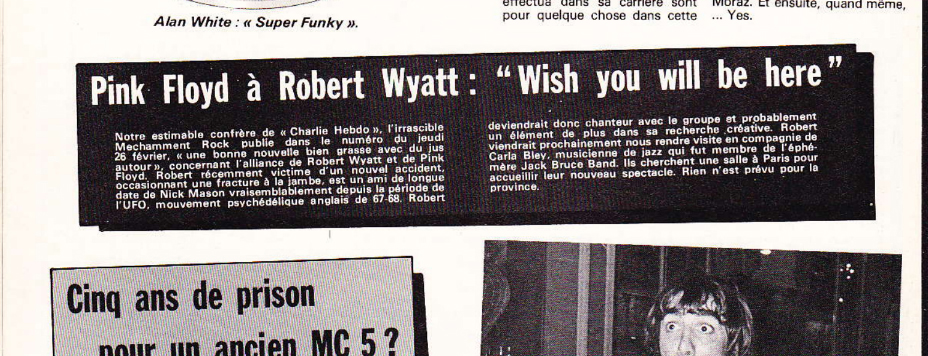 Alan White : « Super Funky ».
effectua dans sa carrière sont
pour quelque chose dans cette
Moraz. Et ensuite, quand même,
... Yes.
Pink Floyd à Robert Wyatt : “ Wish you will be here ”
Notre estimable confrère de « Charlie Hebdo », l'irrascible
Mechamment Rock publie dans le numéro du jeudi
26 février, « une bonne nouvelle bien grasse avec du jus
autour », concernant l'alliance de Robert Wyatt et de Pink
Floyd. Robert récemment victime d'un nouvel accident,
occasionnant une fracture à la jambe, est un ami de longue
date de Nick Mason vraisemblablement depuis la période de
l'UFO, mouvement psychédélique anglais de 67-68. Robert
deviendrait donc chanteur avec le groupe et probablement
un élément de plus dans sa recherche créative. Robert
viendrait prochainement nous rendre visite en compagnie de
Carla Bley, musicienne de jazz qui fut membre de l'éphé-
mère Jack Bruce Band. Ils cherchent une salle à Paris pour
accueillir leur nouveau spectacle. Rien n'est prévu pour la
province.
Cinq ans de prison
pour un ancien MC 5 ?